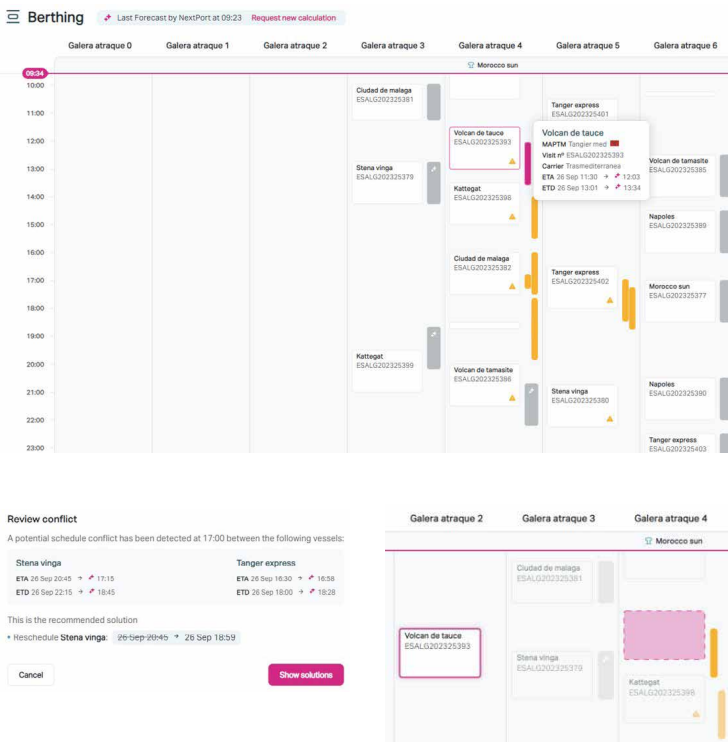 Berthing
Last Forecast by NextPort at 09:23 Request new calculation
Galera atraque 0 Galera atraque 1 Galera atraque 2 Galera atraque 3 Galera atraque 4 Galera atraque 5 Galera atraque 6
Morocco sun
09:34
10:00
11:00
12:00
13:00
14:00
15:00
16:00
17:00
18:00
19:00
20:00
21:00
22:00
23:00
Ciudad de malaga
ESALG202325381
Stena vinga
ESALG202325379
Kattegat
ESALG202325399
Volcan de tauce
ESALG202325393
Kattegat
ESALG202325398
Ciudad de malaga
ESALG202325382
Volcan de tamasite
ESALG202325386
Tanger express
ESALG202325401
Volcan de tauce
MAPTM Tangier med
Visit nº ESALG202325393
Carrier Trasmediterranea
ETA 26 Sep 11:30 → 12:03
ETD 26 Sep 13:01 → 13:34
Tanger express
ESALG202325402
Stena vinga
ESALG202325380
Volcan de tamasite
ESALG202325385
Napoles
ESALG202325389
Morocco sun
ESALG202325377
Napoles
ESALG202325390
Tanger express
ESALG202325403
Review conflict
A potential schedule conflict has been detected at 17:00 between the following vessels:
Stena vinga
ETA 26 Sep 20:45 → 17:15
ETD 26 Sep 22:15 → 18:45
Tanger express
ETA 26 Sep 16:30 → 16:58
ETD 26 Sep 18:00 → 18:28
This is the recommended solution
• Reschedule Stena vinga: 26 Sep 20:45 → 26 Sep 18:59
Cancel
Show solutions
Galera atraque 2 Galera atraque 3 Galera atraque 4
Morocco sun
Ciudad de malaga
ESALG202325381
Volcan de tauce
ESALG202325393
Stena vinga
ESALG202325379
Kattegat
ESALG202325398